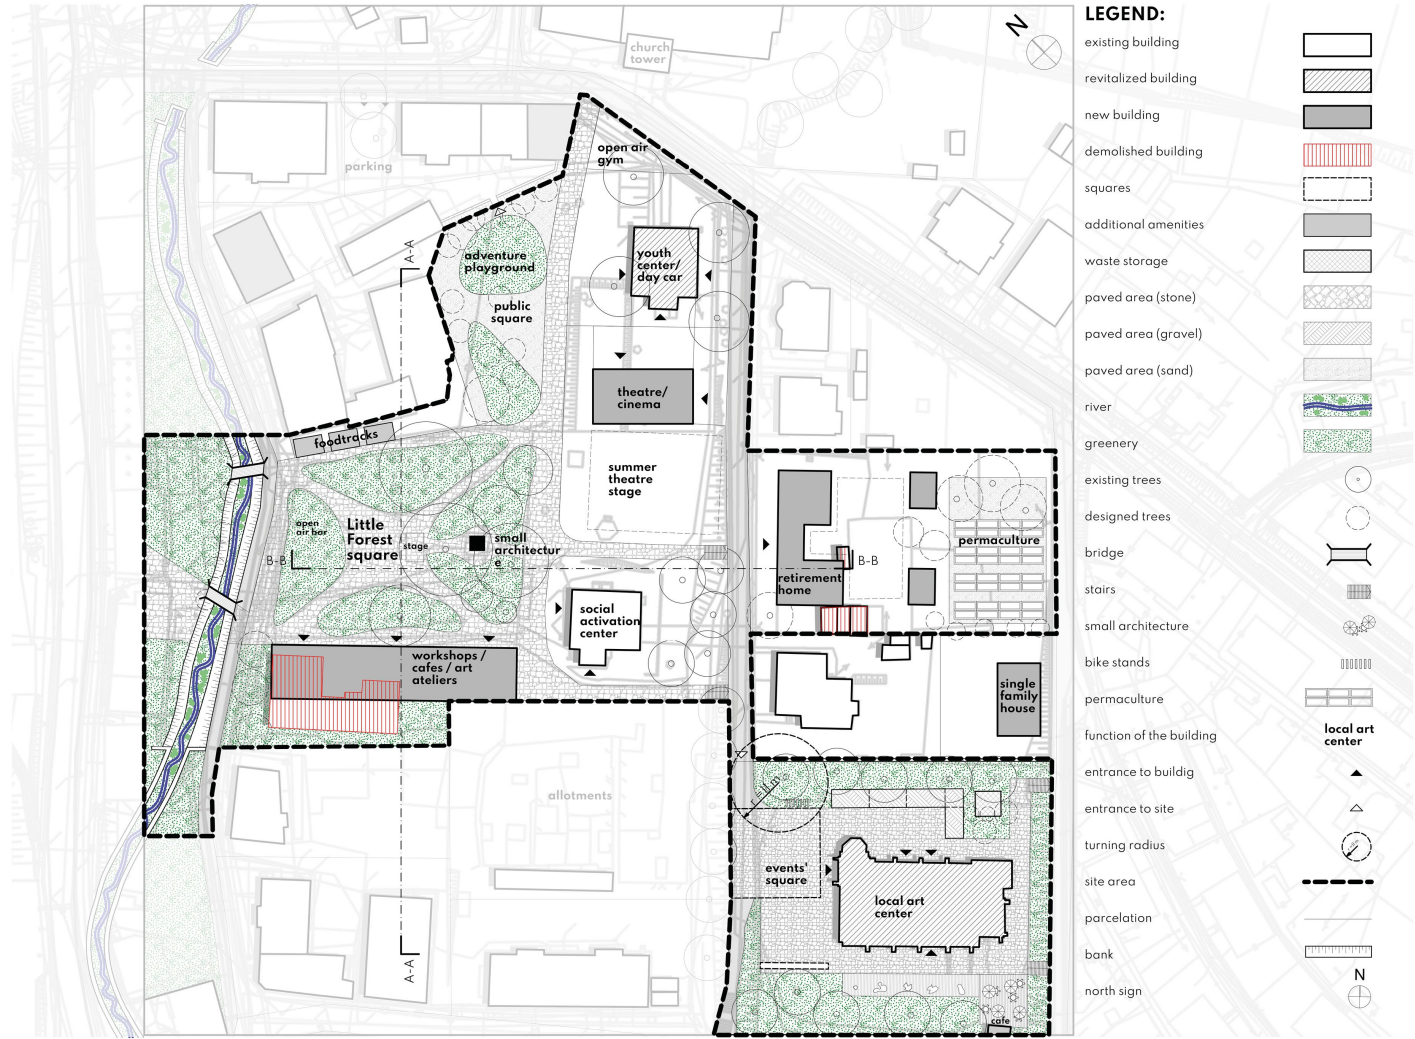 church
tower
N
parking
open air
gym
A-A
adventure
playground
youth
center/
day car
public
square
theatre/
cinema
foodtracks
summer
theatre
stage
open
air bar
Little
Forest
square
stage
small
architectur
e
permaculture
B-B
B-B
retirement
home
social
activation
center
workshops /
cafes / art
ateliers
single
family
house
allotments
r = 11 m
events'
square
local art
center
A-A
cafe
LEGEND:
existing building
revitalized building
new building
demolished building
squares
additional amenities
waste storage
paved area (stone)
paved area (gravel)
paved area (sand)
river
greenery
existing trees
designed trees
bridge
stairs
small architecture
bike stands
permaculture
function of the building
local art
center
entrance to buildig
entrance to site
turning radius
site area
parcelation
bank
north sign
N